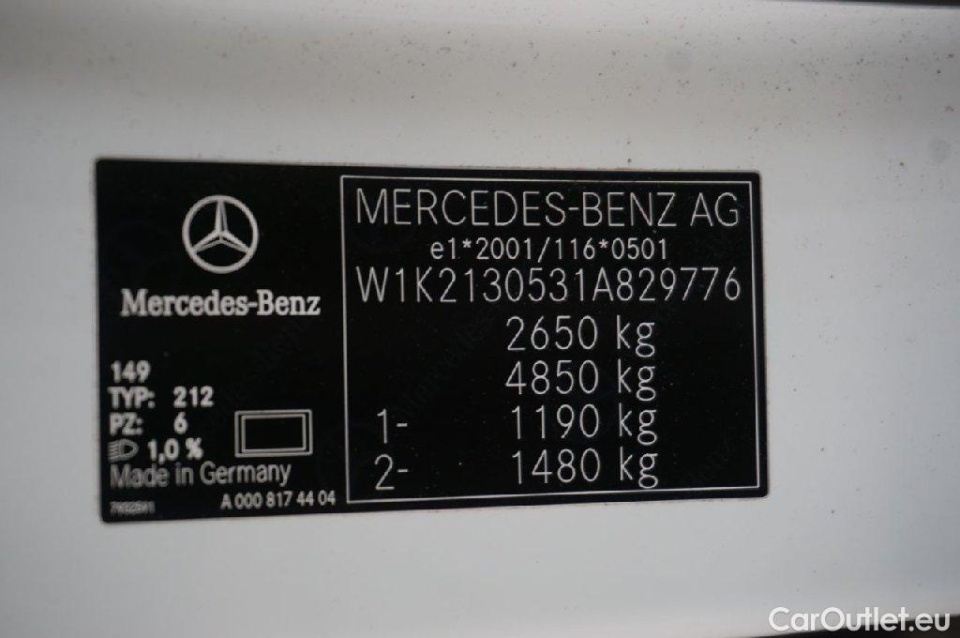 Mercedes-Benz
149
TYP: 212
PZ: 6
1,0 %
Made in Germany
A 000 817 44 04
MERCEDES-BENZ AG
e1*2001/116*0501
W1K2130531A829776
2650 kg
4850 kg
1- 1190 kg
2- 1480 kg
CarOutlet.eu